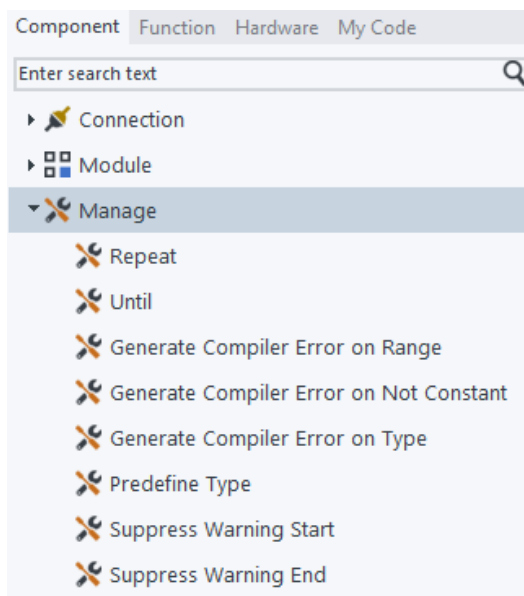 Component Function Hardware My Code
Enter search text
Connection
Module
Manage
Repeat
Until
Generate Compiler Error on Range
Generate Compiler Error on Not Constant
Generate Compiler Error on Type
Predefine Type
Suppress Warning Start
Suppress Warning End